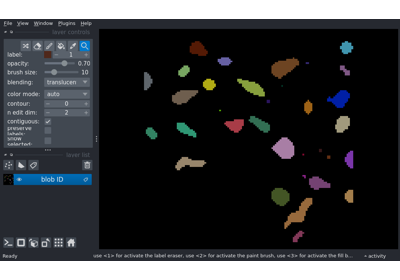 File View Window Plugins Help
layer controls
label: 1
opacity: 0.70
brush size: 10
blending: translucen
color mode: auto
contour: 0
n edit dim: 2
contiguous:
preserve labels:
show selected:
layer list
blob ID
Ready
use <1> for activate the label eraser, use <2> for activate the paint brush, use <3> for activate the fill b...
activity